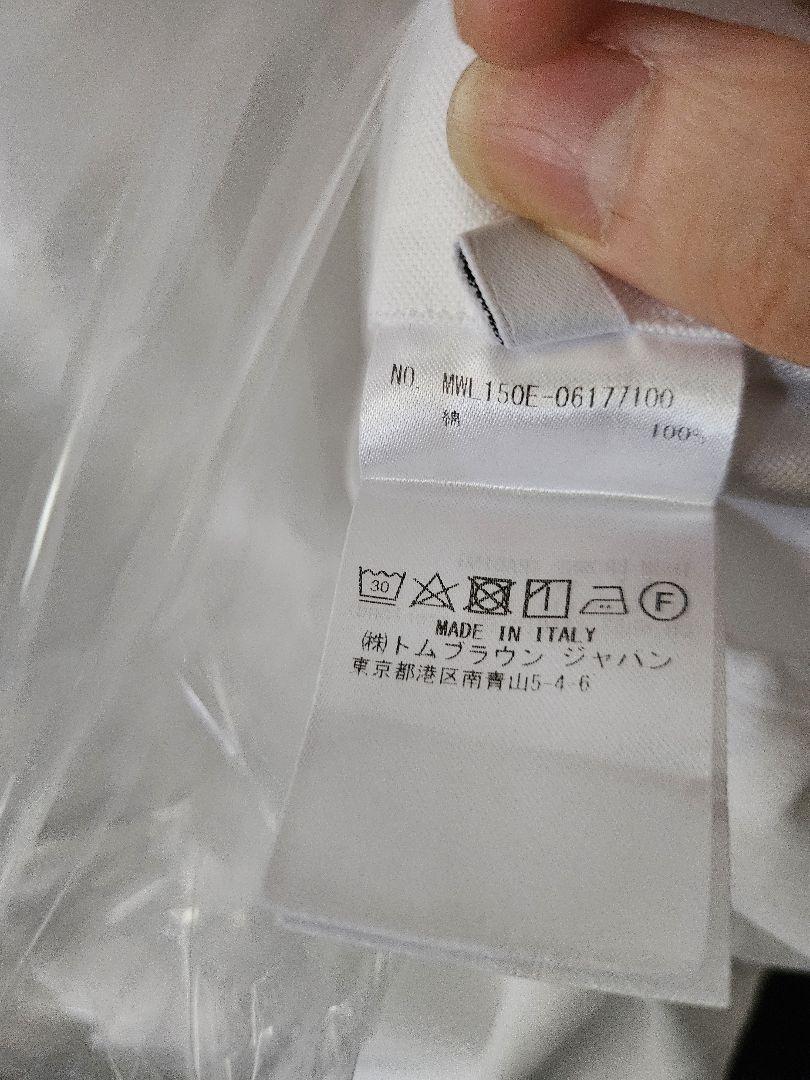 NO. MWL150E-06177100
綿 100%
30 F
MADE IN ITALY
㈱トムブラウン ジャパン
東京都港区南青山5-4-6